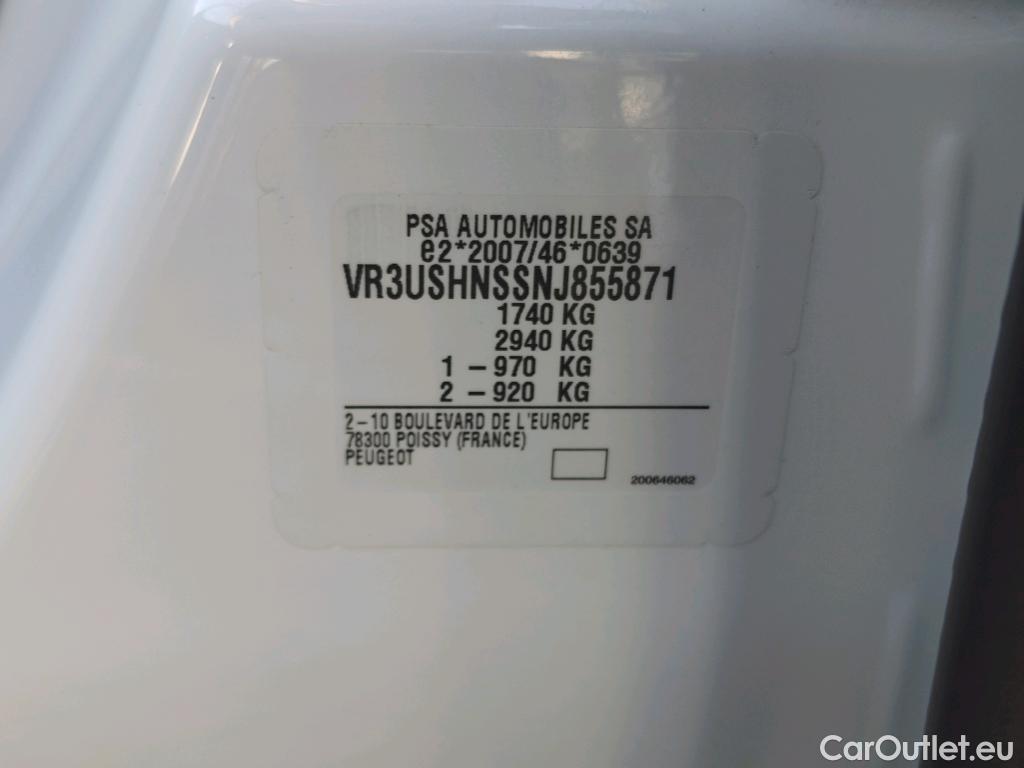 PSA AUTOMOBILES SA
e2*2007/46*0639
VR3USHNSSNJ855871
1740 KG
2940 KG
1 - 970 KG
2 - 920 KG
2-10 BOULEVARD DE L'EUROPE
78300 POISSY (FRANCE)
PEUGEOT
200646062
CarOutlet.eu